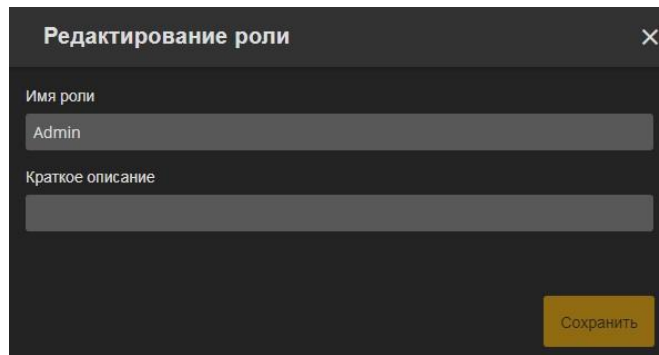 Редактирование роли
Имя роли
Admin
Краткое описание
Сохранить